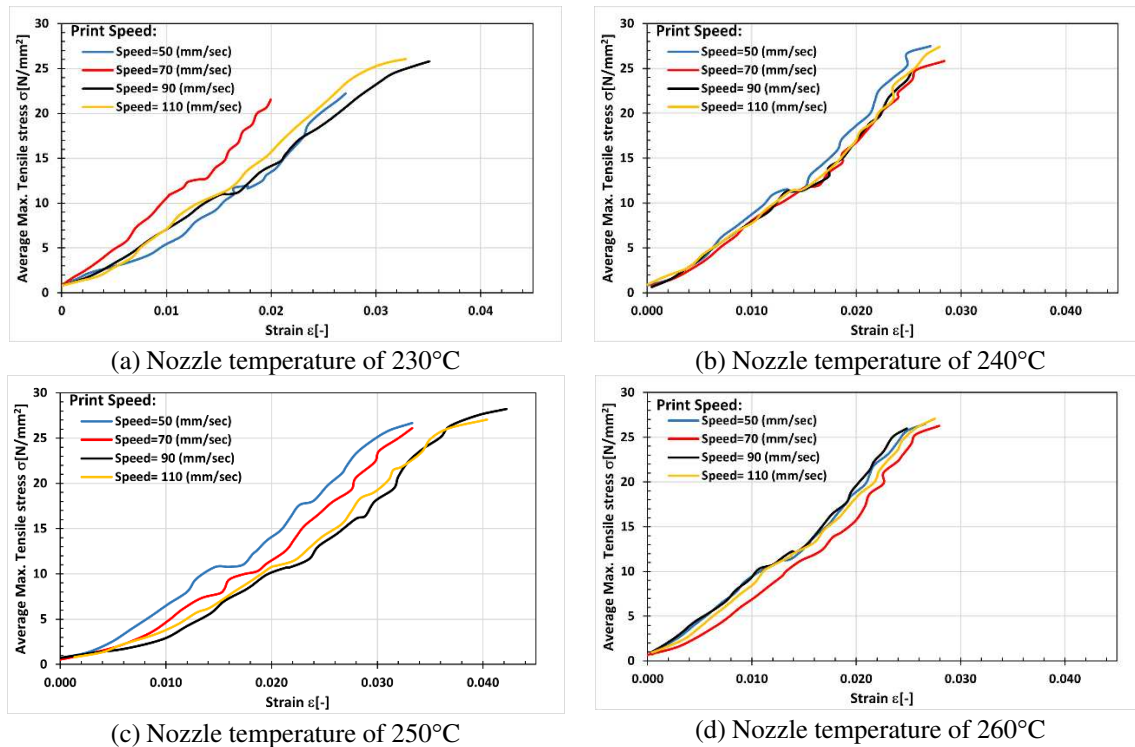 Average Max. Tensile stress σ[N/mm²]
30
25
20
15
10
5
0
Print Speed:
Speed=50 (mm/sec)
Speed=70 (mm/sec)
Speed= 90 (mm/sec)
Speed= 110 (mm/sec)
0 0.01 0.02 0.03 0.04
Strain ε[-]
(a) Nozzle temperature of 230°C
Average Max. Tensile stress σ[N/mm²]
30
25
20
15
10
5
0
Print Speed:
Speed=50 (mm/sec)
Speed=70 (mm/sec)
Speed= 90 (mm/sec)
Speed= 110 (mm/sec)
0.000 0.010 0.020 0.030 0.040
Strain ε[-]
(b) Nozzle temperature of 240°C
Average Max. Tensile stress σ[N/mm²]
30
25
20
15
10
5
0
Print Speed:
Speed=50 (mm/sec)
Speed=70 (mm/sec)
Speed= 90 (mm/sec)
Speed= 110 (mm/sec)
0.000 0.010 0.020 0.030 0.040
Strain ε[-]
(c) Nozzle temperature of 250°C
Average Max. Tensile stress σ[N/mm²]
30
25
20
15
10
5
0
Print Speed:
Speed=50 (mm/sec)
Speed=70 (mm/sec)
Speed= 90 (mm/sec)
Speed= 110 (mm/sec)
0.000 0.010 0.020 0.030 0.040
Strain ε[-]
(d) Nozzle temperature of 260°C